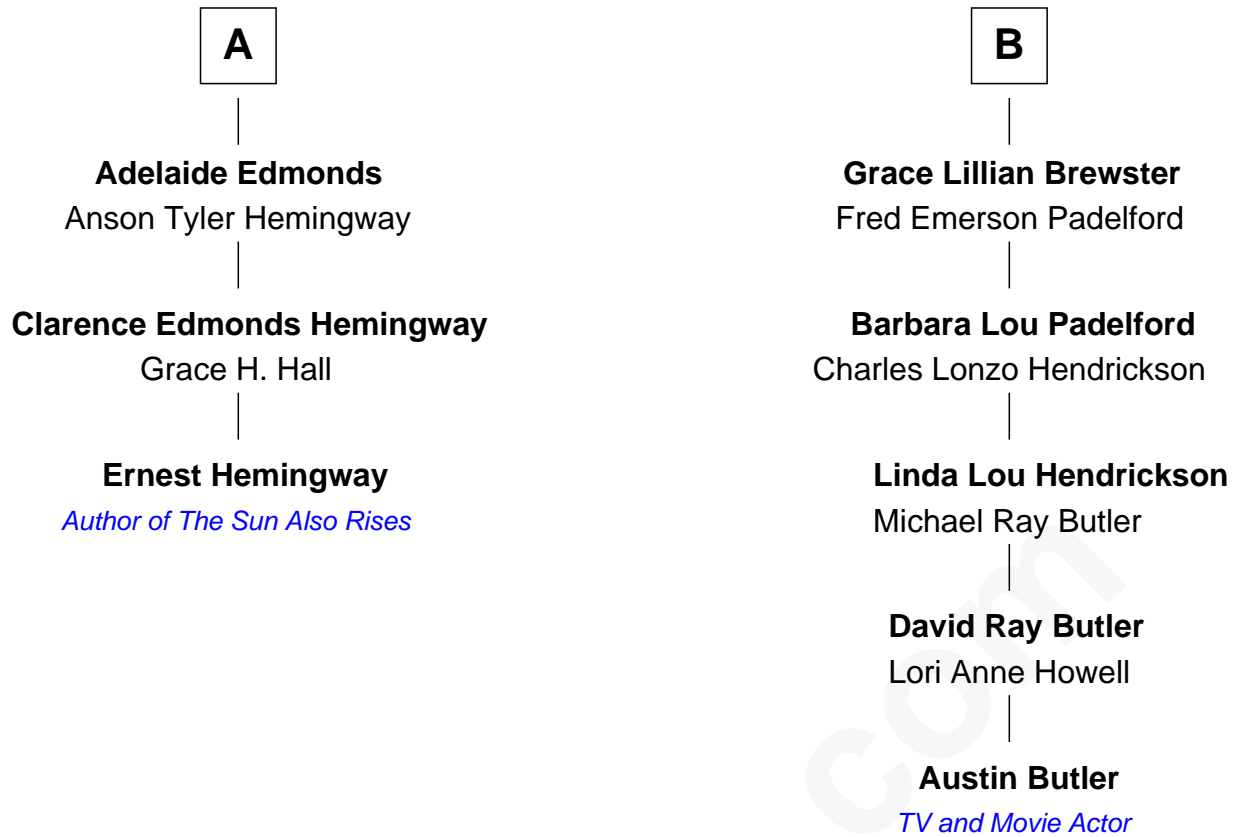 A
Adelaide Edmonds
Anson Tyler Hemingway
Clarence Edmonds Hemingway
Grace H. Hall
Ernest Hemingway
Author of The Sun Also Rises
B
Grace Lillian Brewster
Fred Emerson Padelford
Barbara Lou Padelford
Charles Lonzo Hendrickson
Linda Lou Hendrickson
Michael Ray Butler
David Ray Butler
Lori Anne Howell
Austin Butler
TV and Movie Actor
com